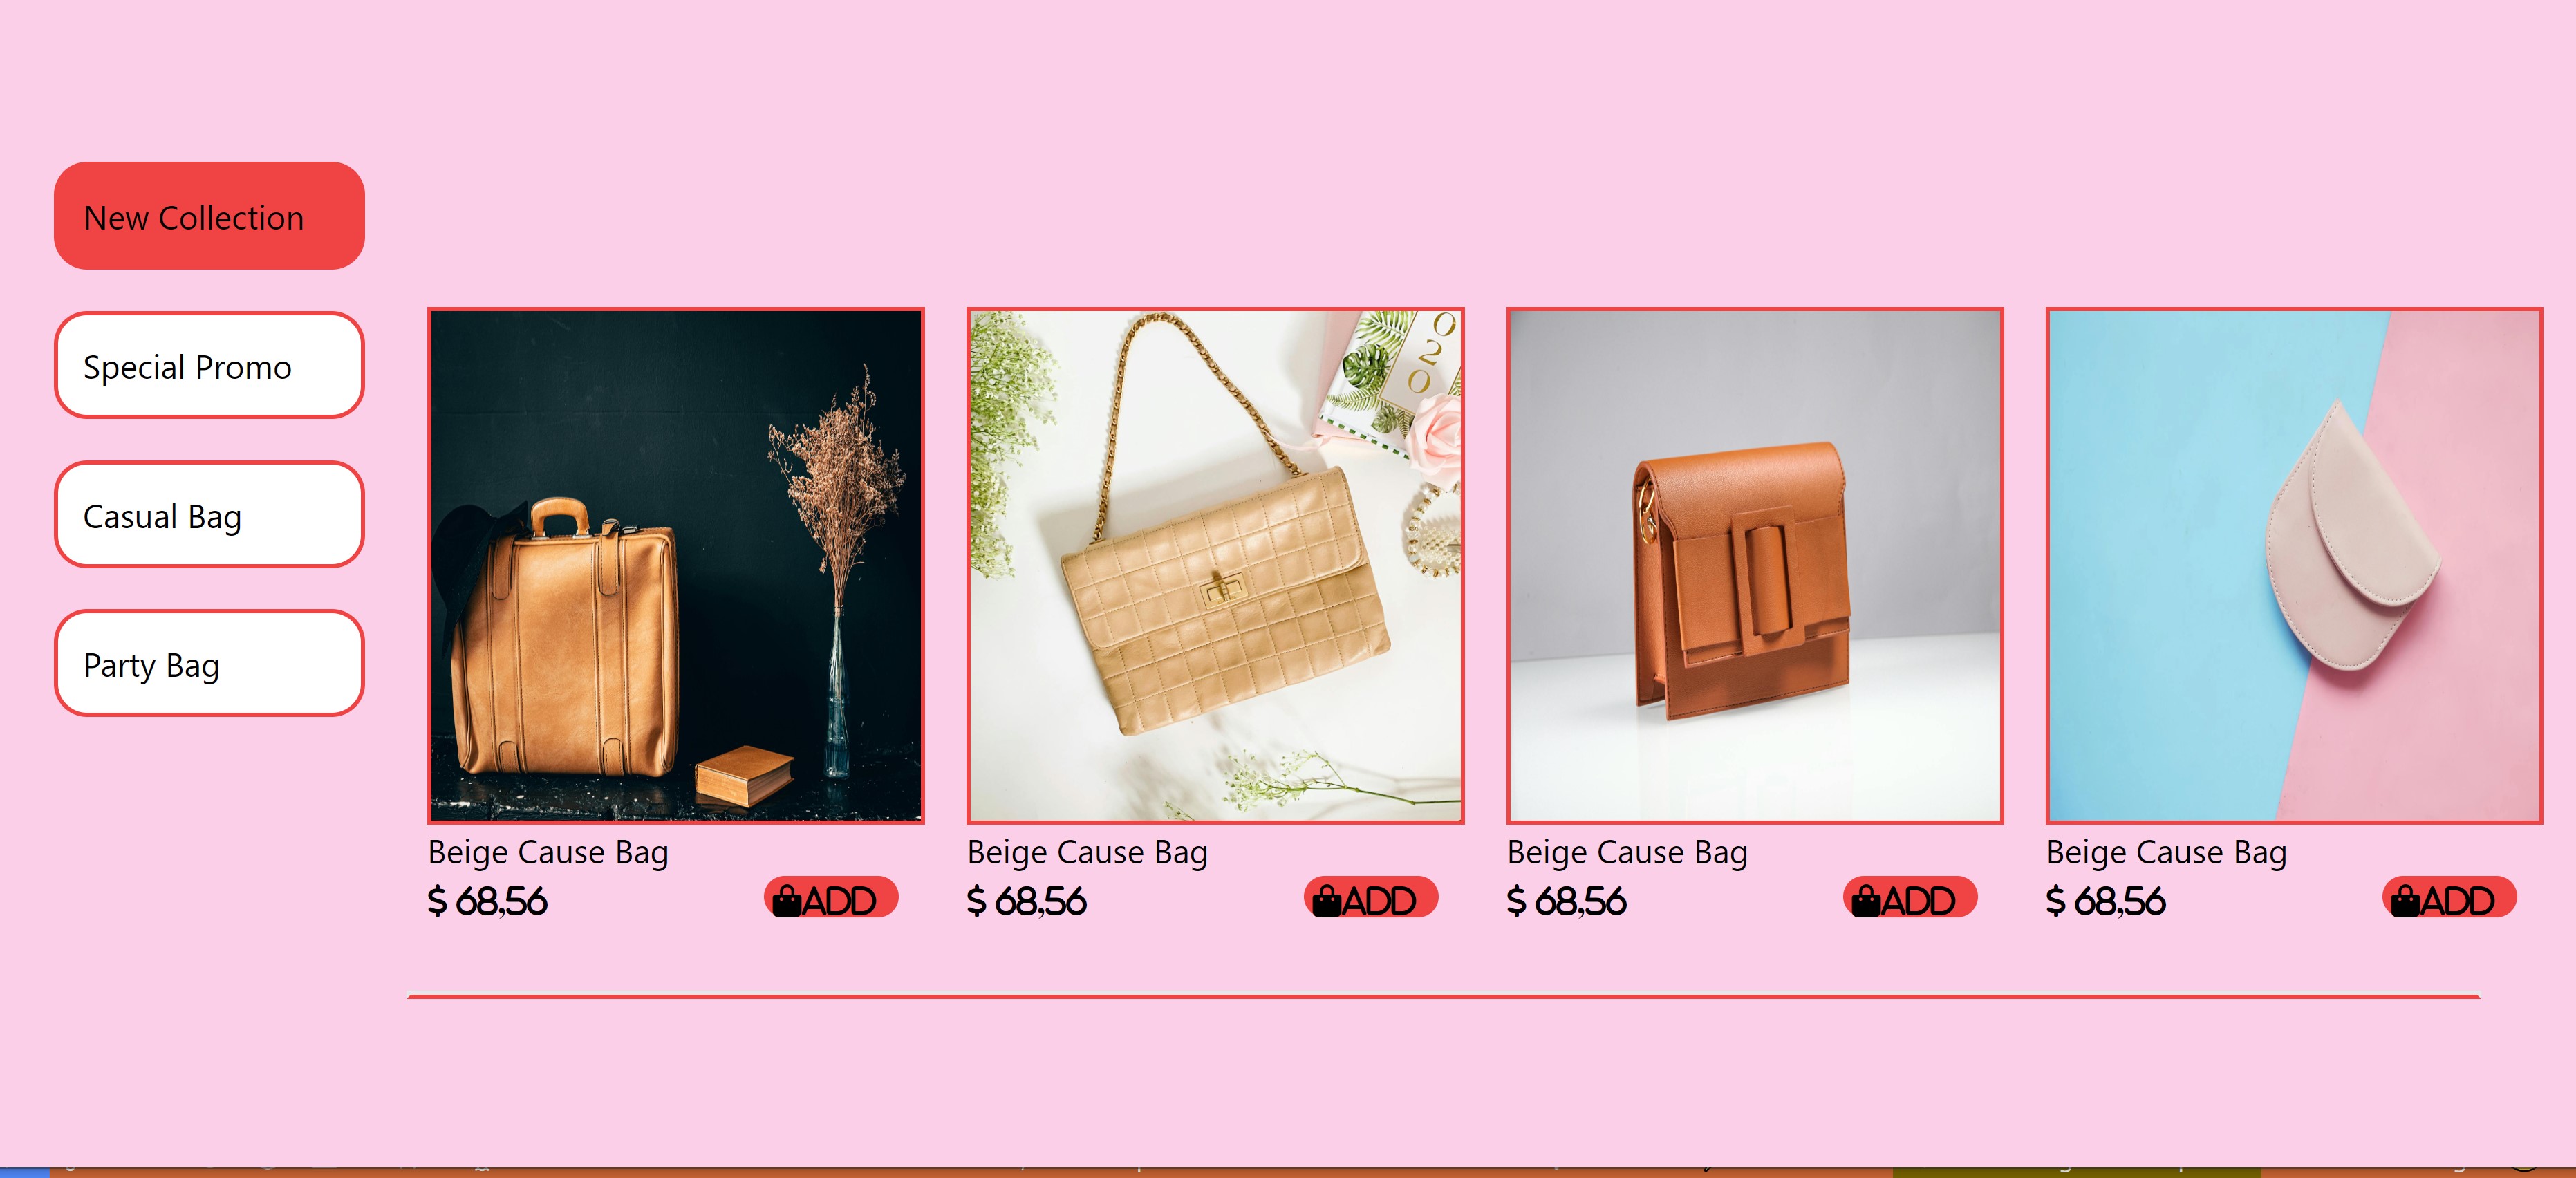 New Collection
Special Promo
Casual Bag
Party Bag
020
Beige Cause Bag
$ 68,56
ADD
Beige Cause Bag
$ 68,56
ADD
Beige Cause Bag
$ 68,56
ADD
Beige Cause Bag
$ 68,56
ADD